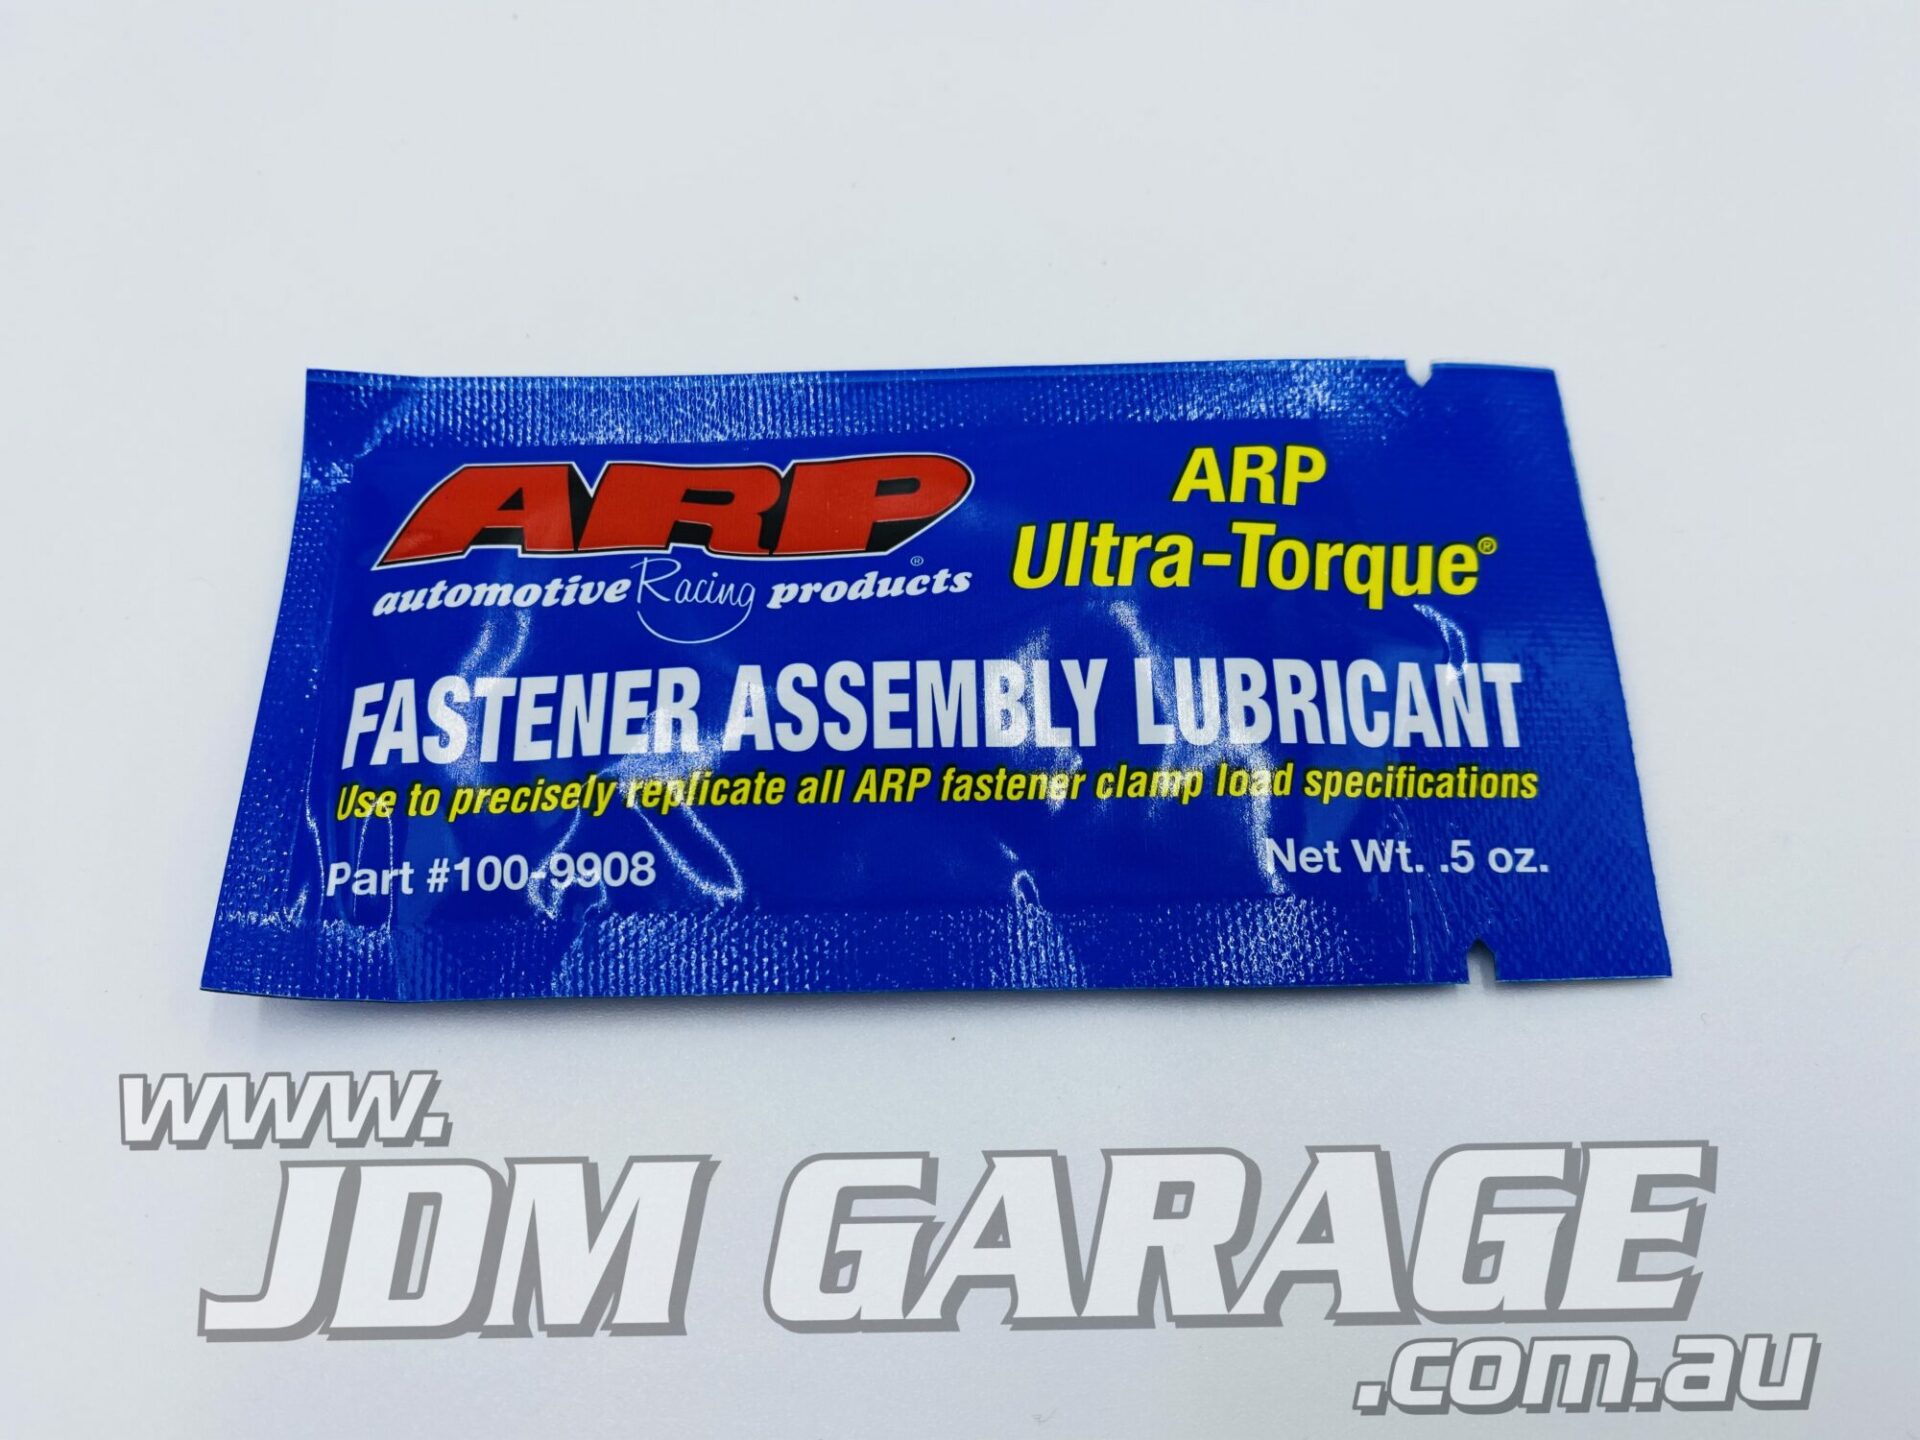 ARP
automotive Racing products®
ARP
Ultra-Torque®
FASTENER ASSEMBLY LUBRICANT
Use to precisely replicate all ARP fastener clamp load specifications
Part #100-9908
Net Wt. .5 oz.
www.
JDM GARAGE
.com.au